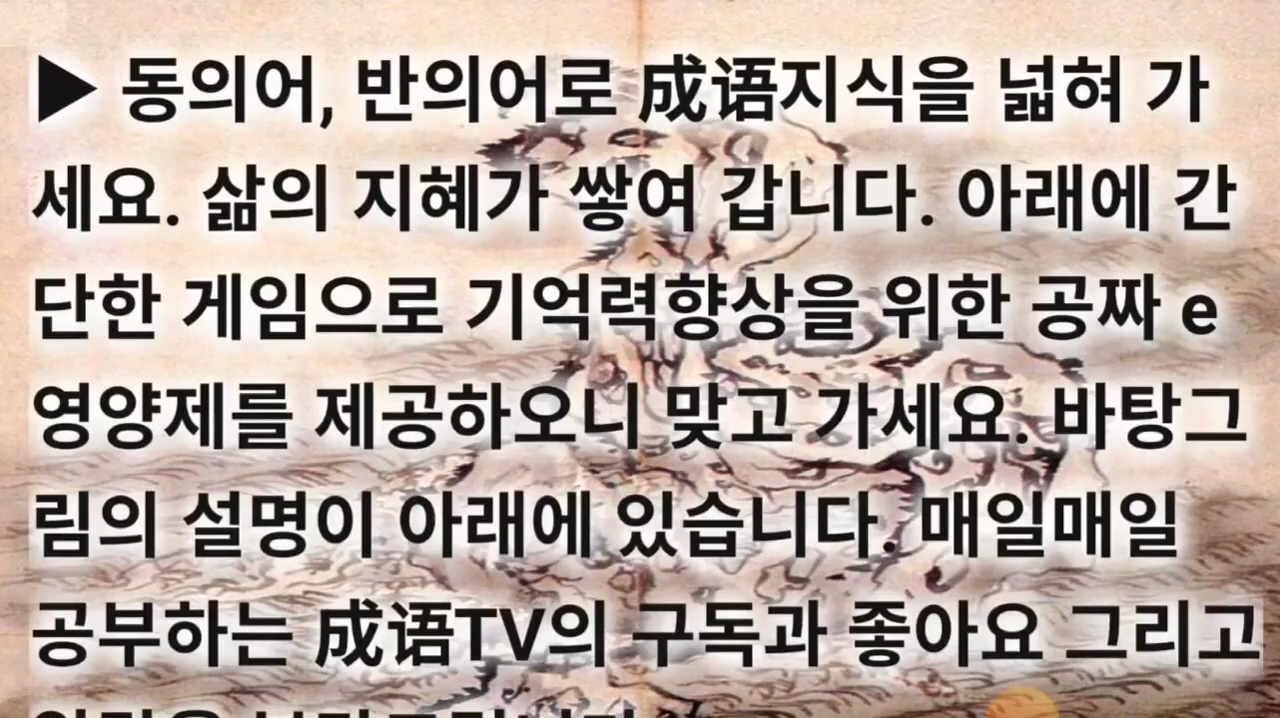 ▶ 동의어, 반의어로 成语지식을 넓혀 가
세요. 삶의 지혜가 쌓여 갑니다. 아래에 간
단한 게임으로 기억력향상을 위한 공짜 e
영양제를 제공하오니 맞고 가세요. 바탕그
림의 설명이 아래에 있습니다. 매일매일
공부하는 成语TV의 구독과 좋아요 그리고